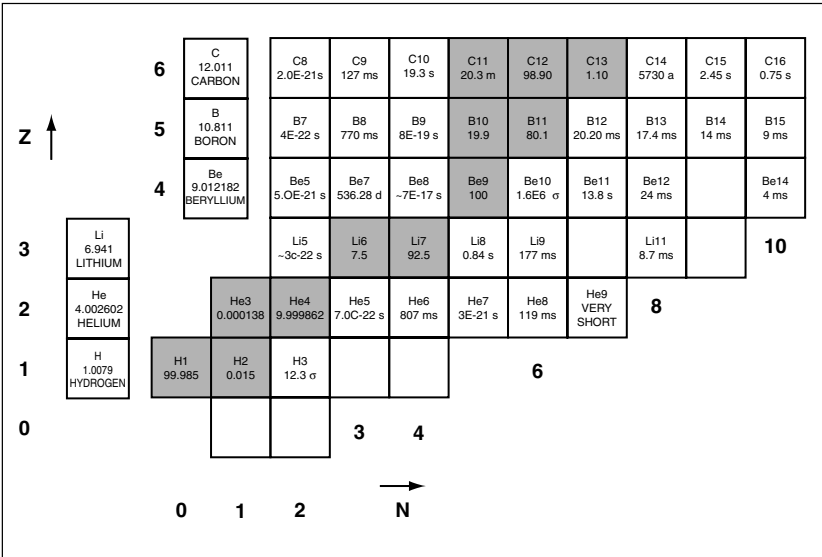 6
C
12.011
CARBON
C8
2.0E-21s
C9
127 ms
C10
19.3 s
C11
20.3 m
C12
98.90
C13
1.10
C14
5730 a
C15
2.45 s
C16
0.75 s
Z
5
B
10.811
BORON
B7
4E-22 s
B8
770 ms
B9
8E-19 s
B10
19.9
B11
80.1
B12
20.20 ms
B13
17.4 ms
B14
14 ms
B15
9 ms
4
Be
9.012182
BERYLLIUM
Be5
5.OE-21 s
Be7
536.28 d
Be8
~7E-17 s
Be9
100
Be10
1.6E6 σ
Be11
13.8 s
Be12
24 ms
Be14
4 ms
3
Li
6.941
LITHIUM
Li5
~3c-22 s
Li6
7.5
Li7
92.5
Li8
0.84 s
Li9
177 ms
Li11
8.7 ms
10
2
He
4.002602
HELIUM
He3
0.000138
He4
9.999862
He5
7.0C-22 s
He6
807 ms
He7
3E-21 s
He8
119 ms
He9
VERY
SHORT
8
1
H
1.0079
HYDROGEN
H1
99.985
H2
0.015
H3
12.3 σ
6
0
3 4
0 1 2 N